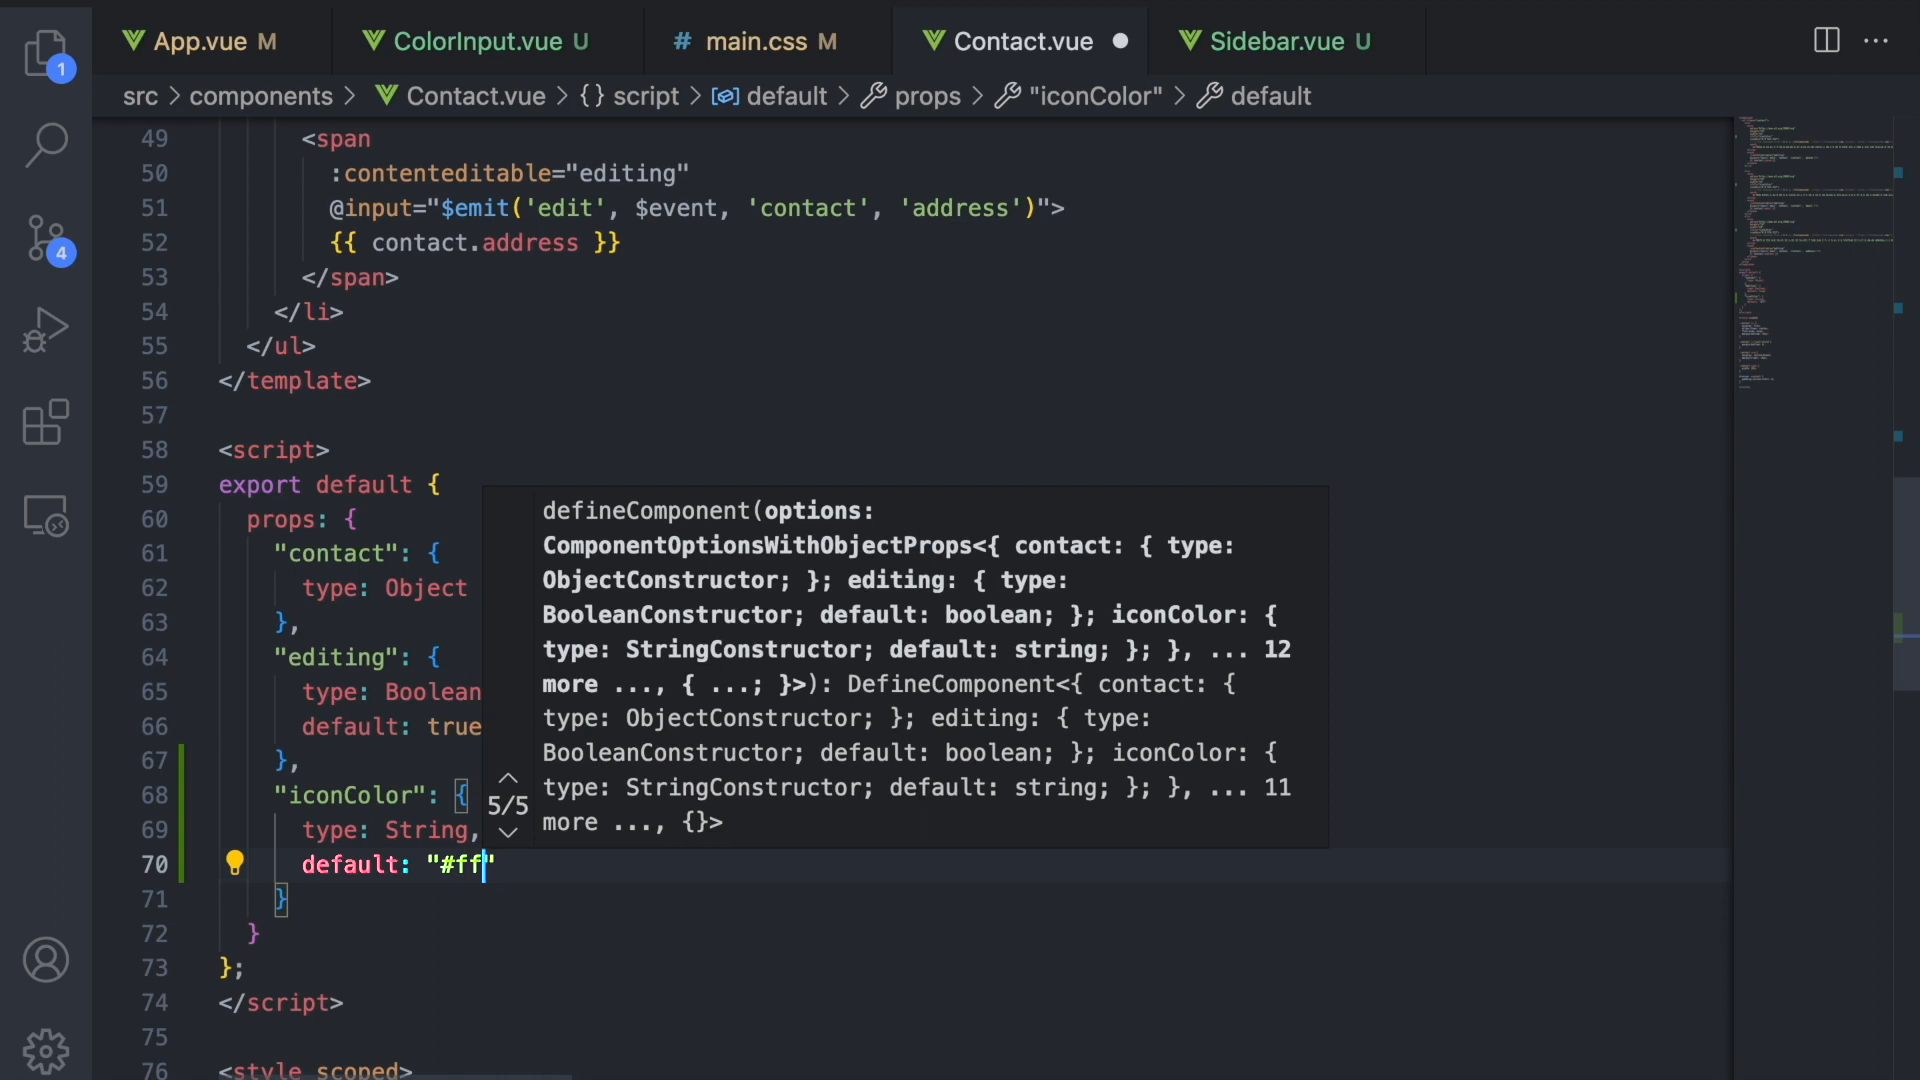 App.vue M
ColorInput.vue U
# main.css M
Contact.vue
Sidebar.vue U
src > components > Contact.vue > {} script > default > props > "iconColor" > default
1
4
49 <span
50 :contenteditable="editing"
51 @input="$emit('edit', $event, 'contact', 'address')">
52 {{ contact.address }}
53 </span>
54 </li>
55 </ul>
56 </template>
57
58 <script>
59 export default {
60 props: {
61 "contact": {
62 type: Object
63 },
64 "editing": {
65 type: Boolean
66 default: true
67 },
68 "iconColor": {
69 type: String,
70 default: "#ff"
71 }
72 }
73 };
74 </script>
75
76 <style scoped>
5/5
defineComponent(options:
ComponentOptionsWithObjectProps<{ contact: { type:
ObjectConstructor; }; editing: { type:
BooleanConstructor; default: boolean; }; iconColor: {
type: StringConstructor; default: string; }; }, ... 12
more ..., { ...; }>): DefineComponent<{ contact: {
type: ObjectConstructor; }; editing: { type:
BooleanConstructor; default: boolean; }; iconColor: {
type: StringConstructor; default: string; }; }, ... 11
more ..., {}>